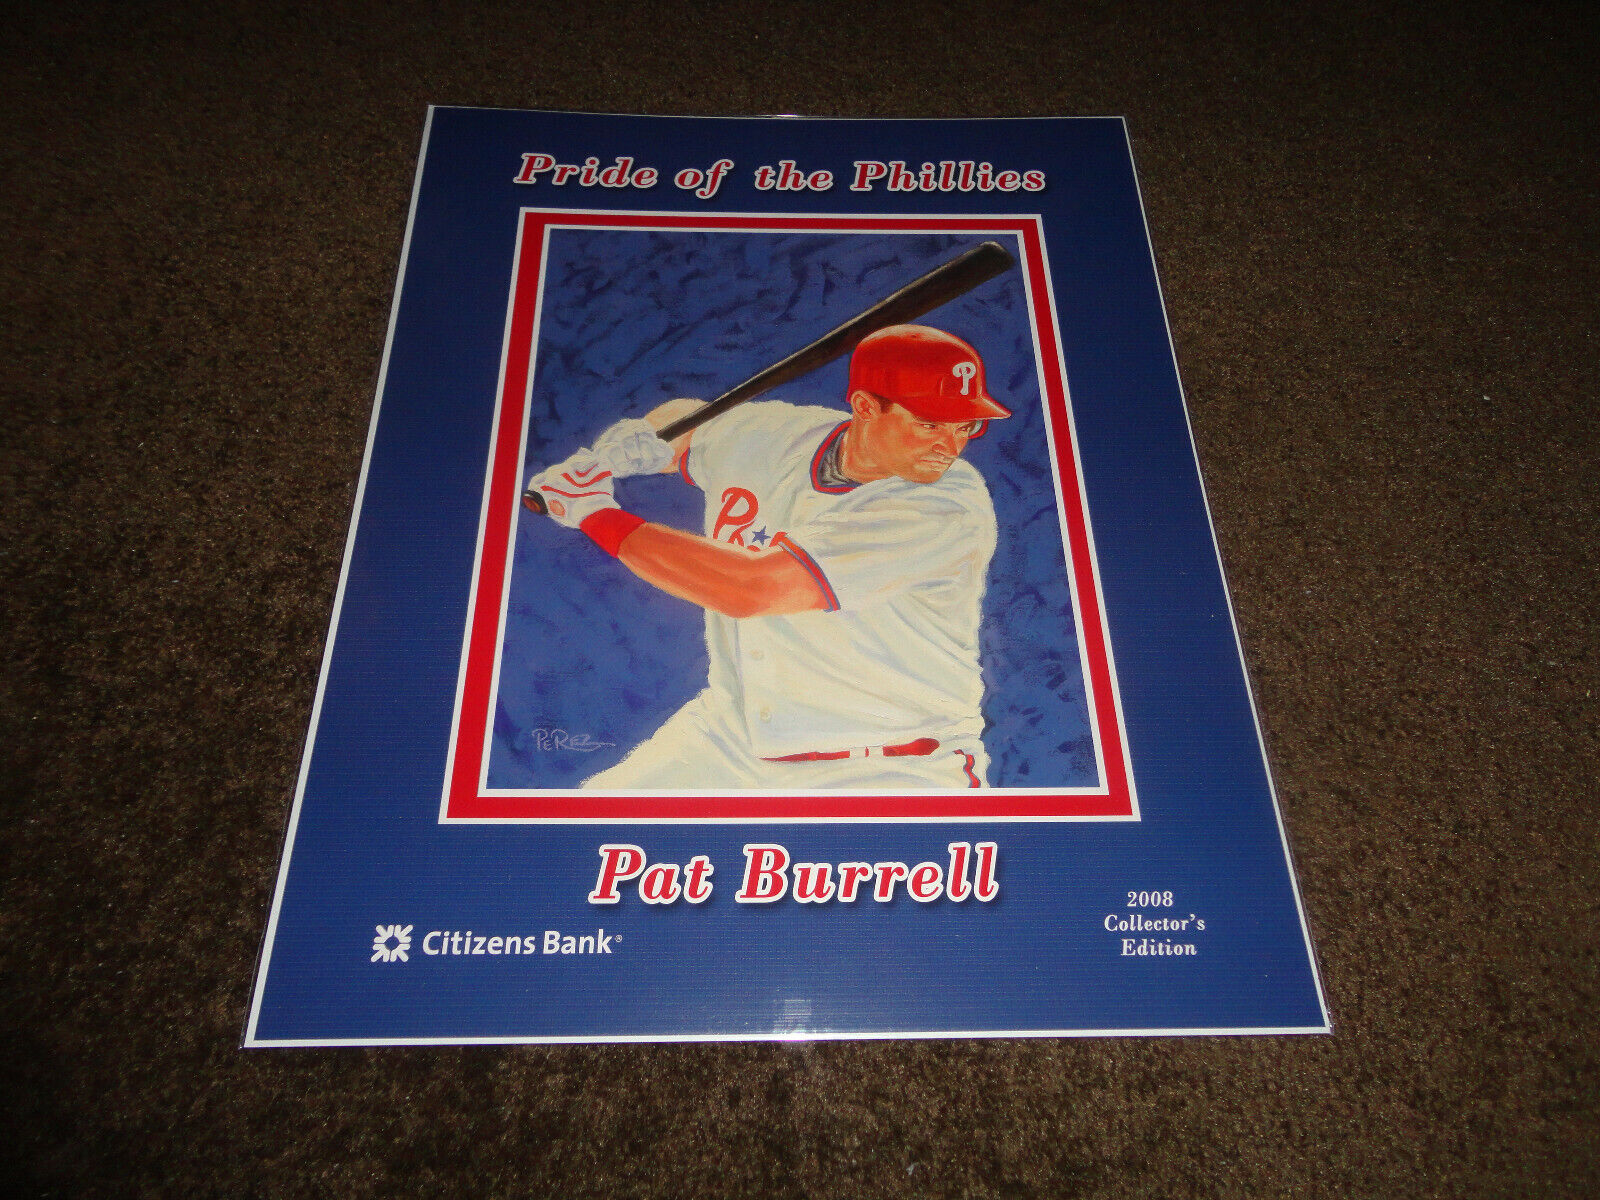 Pride of the Phillies
P
Ph
PEREZ
Pat Burrell
Citizens Bank®
2008
Collector's
Edition